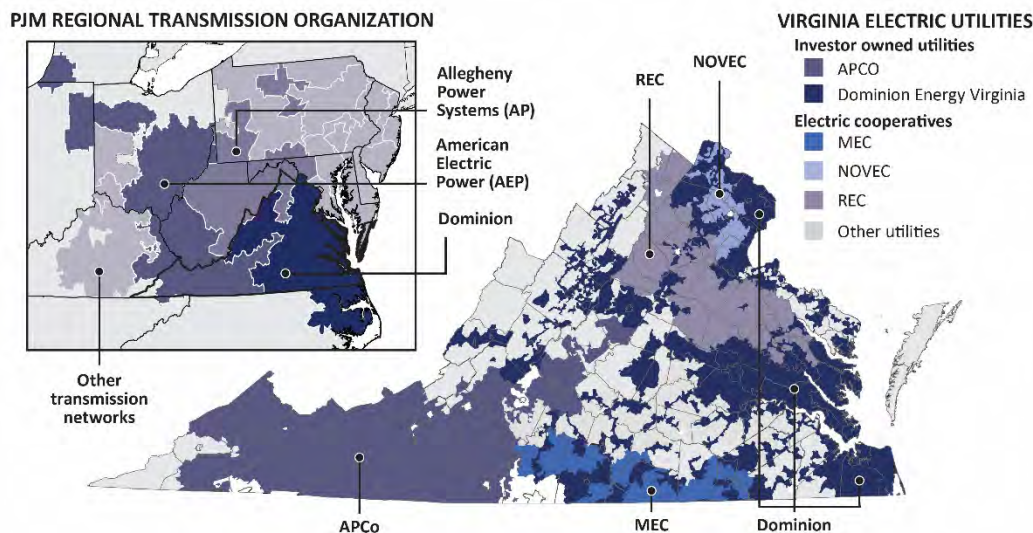 PJM REGIONAL TRANSMISSION ORGANIZATION
Allegheny
Power
Systems (AP)
American
Electric
Power (AEP)
Dominion
Other
transmission
networks
VIRGINIA ELECTRIC UTILITIES
Investor owned utilities
APCO
Dominion Energy Virginia
Electric cooperatives
MEC
NOVEC
REC
Other utilities
NOVEC
REC
APCo
MEC
Dominion